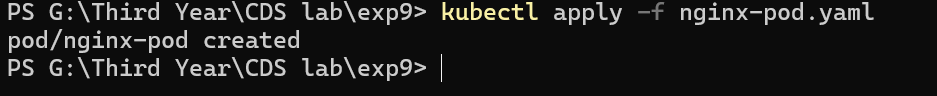 PS G:\Third Year\CDS lab\exp9> kubectl apply -f nginx-pod.yaml
pod/nginx-pod created
PS G:\Third Year\CDS lab\exp9>